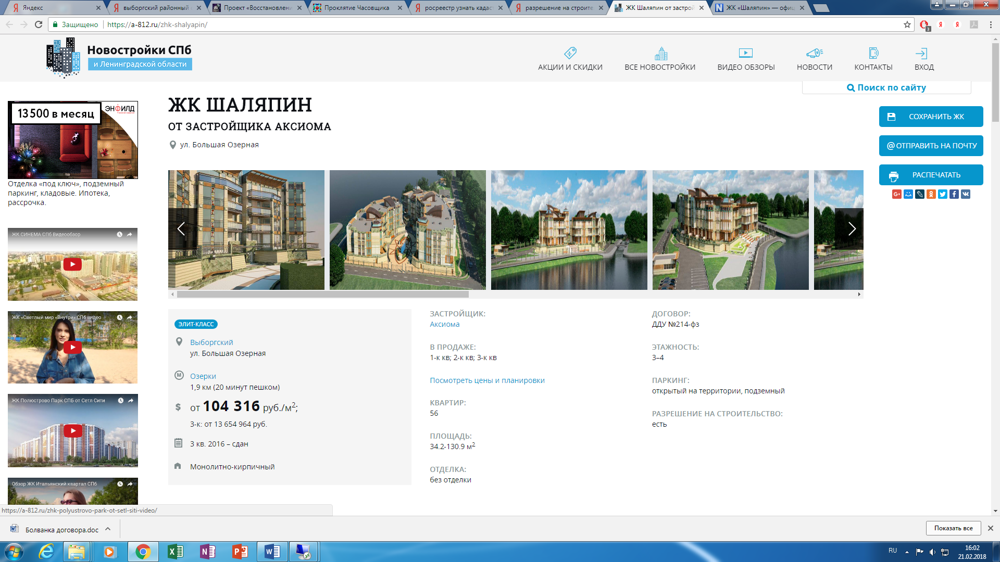 Яндекс
выборгский районный
Проект «Восстановлени
Проклятие Часовщика
росреестр узнать кадас
разрешение на строите
ЖК Шаляпин от застрой
ЖК «Шаляпин» — офиц
Защищено
https://a-812.ru/zhk-shalyapin/
3
Новостройки СПб
и Ленинградской области
АКЦИИ И СКИДКИ
ВСЕ НОВОСТРОЙКИ
ВИДЕО ОБЗОРЫ
НОВОСТИ
КОНТАКТЫ
ВХОД
Поиск по сайту
13500 в месяц
ЭНФИЛД
Отделка «под ключ», подземный
паркинг, кладовые. Ипотека,
рассрочка.
ЖК СИНЕМА СПб Видеообзор
ЖК «Светлый мир «Внутри» СПб видео
ЖК Полюстрово Парк СПБ от Сетл Сити
Обзор ЖК Итальянский квартал СПб
ЖК ШАЛЯПИН
ОТ ЗАСТРОЙЩИКА АКСИОМА
ул. Большая Озерная
СОХРАНИТЬ ЖК
@ ОТПРАВИТЬ НА ПОЧТУ
РАСПЕЧАТАТЬ
ЭЛИТ-КЛАСС
Выборгский
ул. Большая Озерная
Озерки
1,9 км (20 минут пешком)
$ от 104 316 руб./м2;
3-к: от 13 654 964 руб.
3 кв. 2016 – сдан
Монолитно-кирпичный
ЗАСТРОЙЩИК:
Аксиома
В ПРОДАЖЕ:
1-к кв; 2-к кв; 3-к кв
Посмотреть цены и планировки
КВАРТИР:
56
ПЛОЩАДЬ:
34.2-130.9 м2
ОТДЕЛКА:
без отделки
ДОГОВОР:
ДДУ №214-фз
ЭТАЖНОСТЬ:
3–4
ПАРКИНГ:
открытый на территории, подземный
РАЗРЕШЕНИЕ НА СТРОИТЕЛЬСТВО:
есть
https://a-812.ru/zhk-polyustrovo-park-ot-setl-siti-video/
Болванка договора.doc
Показать все
RU
16:02
21.02.2018